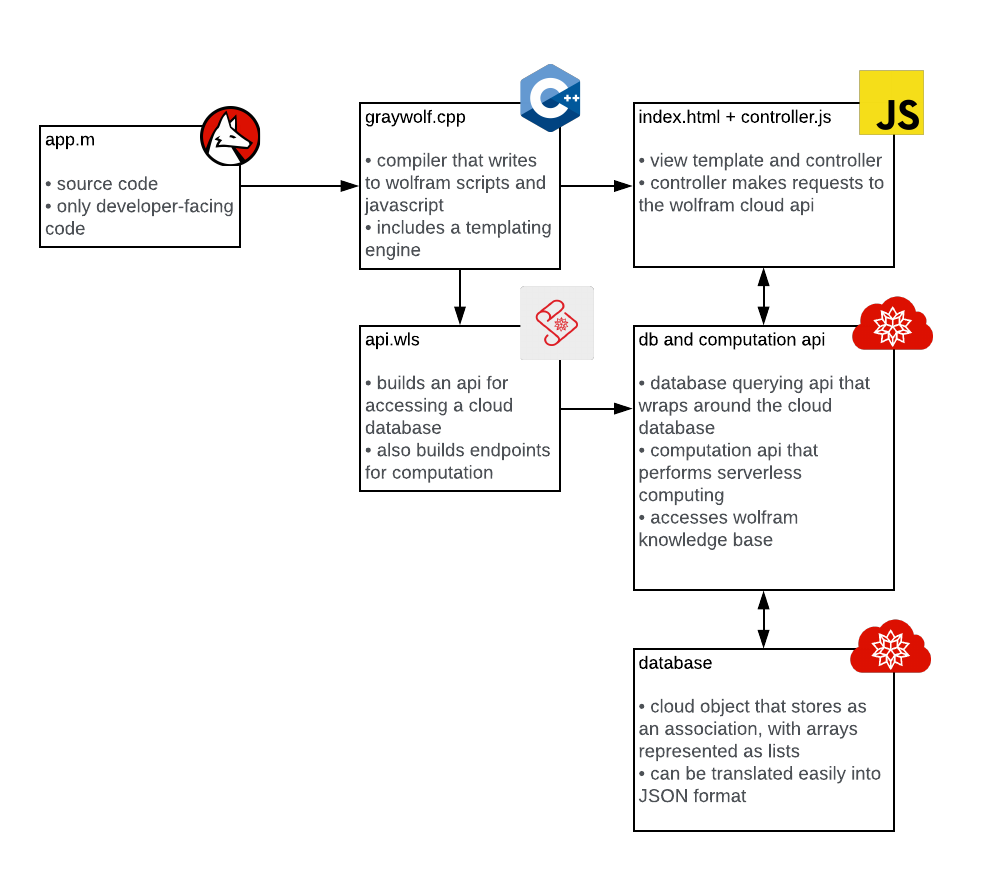 app.m
• source code
• only developer-facing
code
graywolf.cpp
• compiler that writes
to wolfram scripts and
javascript
• includes a templating
engine
C++
index.html + controller.js
• view template and controller
• controller makes requests to
the wolfram cloud api
JS
api.wls
• builds an api for
accessing a cloud
database
• also builds endpoints
for computation
db and computation api
• database querying api that
wraps around the cloud
database
• computation api that
performs serverless
computing
• accesses wolfram
knowledge base
database
• cloud object that stores as
an association, with arrays
represented as lists
• can be translated easily into
JSON format